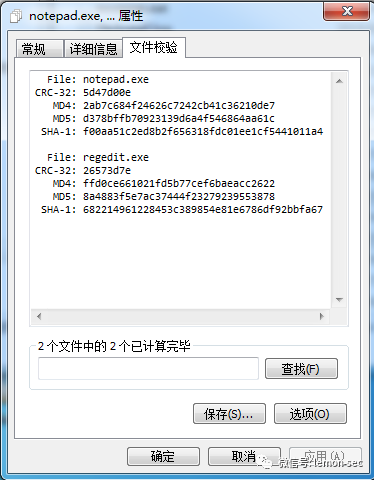 notepad.exe, ... 属性
常规 详细信息 文件校验
File: notepad.exe
CRC-32: 5d47d00e
MD4: 2ab7c684f24626c7242cb41c36210de7
MD5: d378bffb70923139d6a4f546864aa61c
SHA-1: f00aa51c2ed8b2f656318fdc01ee1cf5441011a4
File: regedit.exe
CRC-32: 26573d7e
MD4: ffd0ce661021fd5b77cef6baeacc2622
MD5: 8a4883f5e7ac37444f23279239553878
SHA-1: 682214961228453c389854e81e6786df92bbfa67
2 个文件中的 2 个已计算完毕
查找(F)
保存(S)... 选项(O)
确定 取消 应用(A)
微信号: lemon-sec